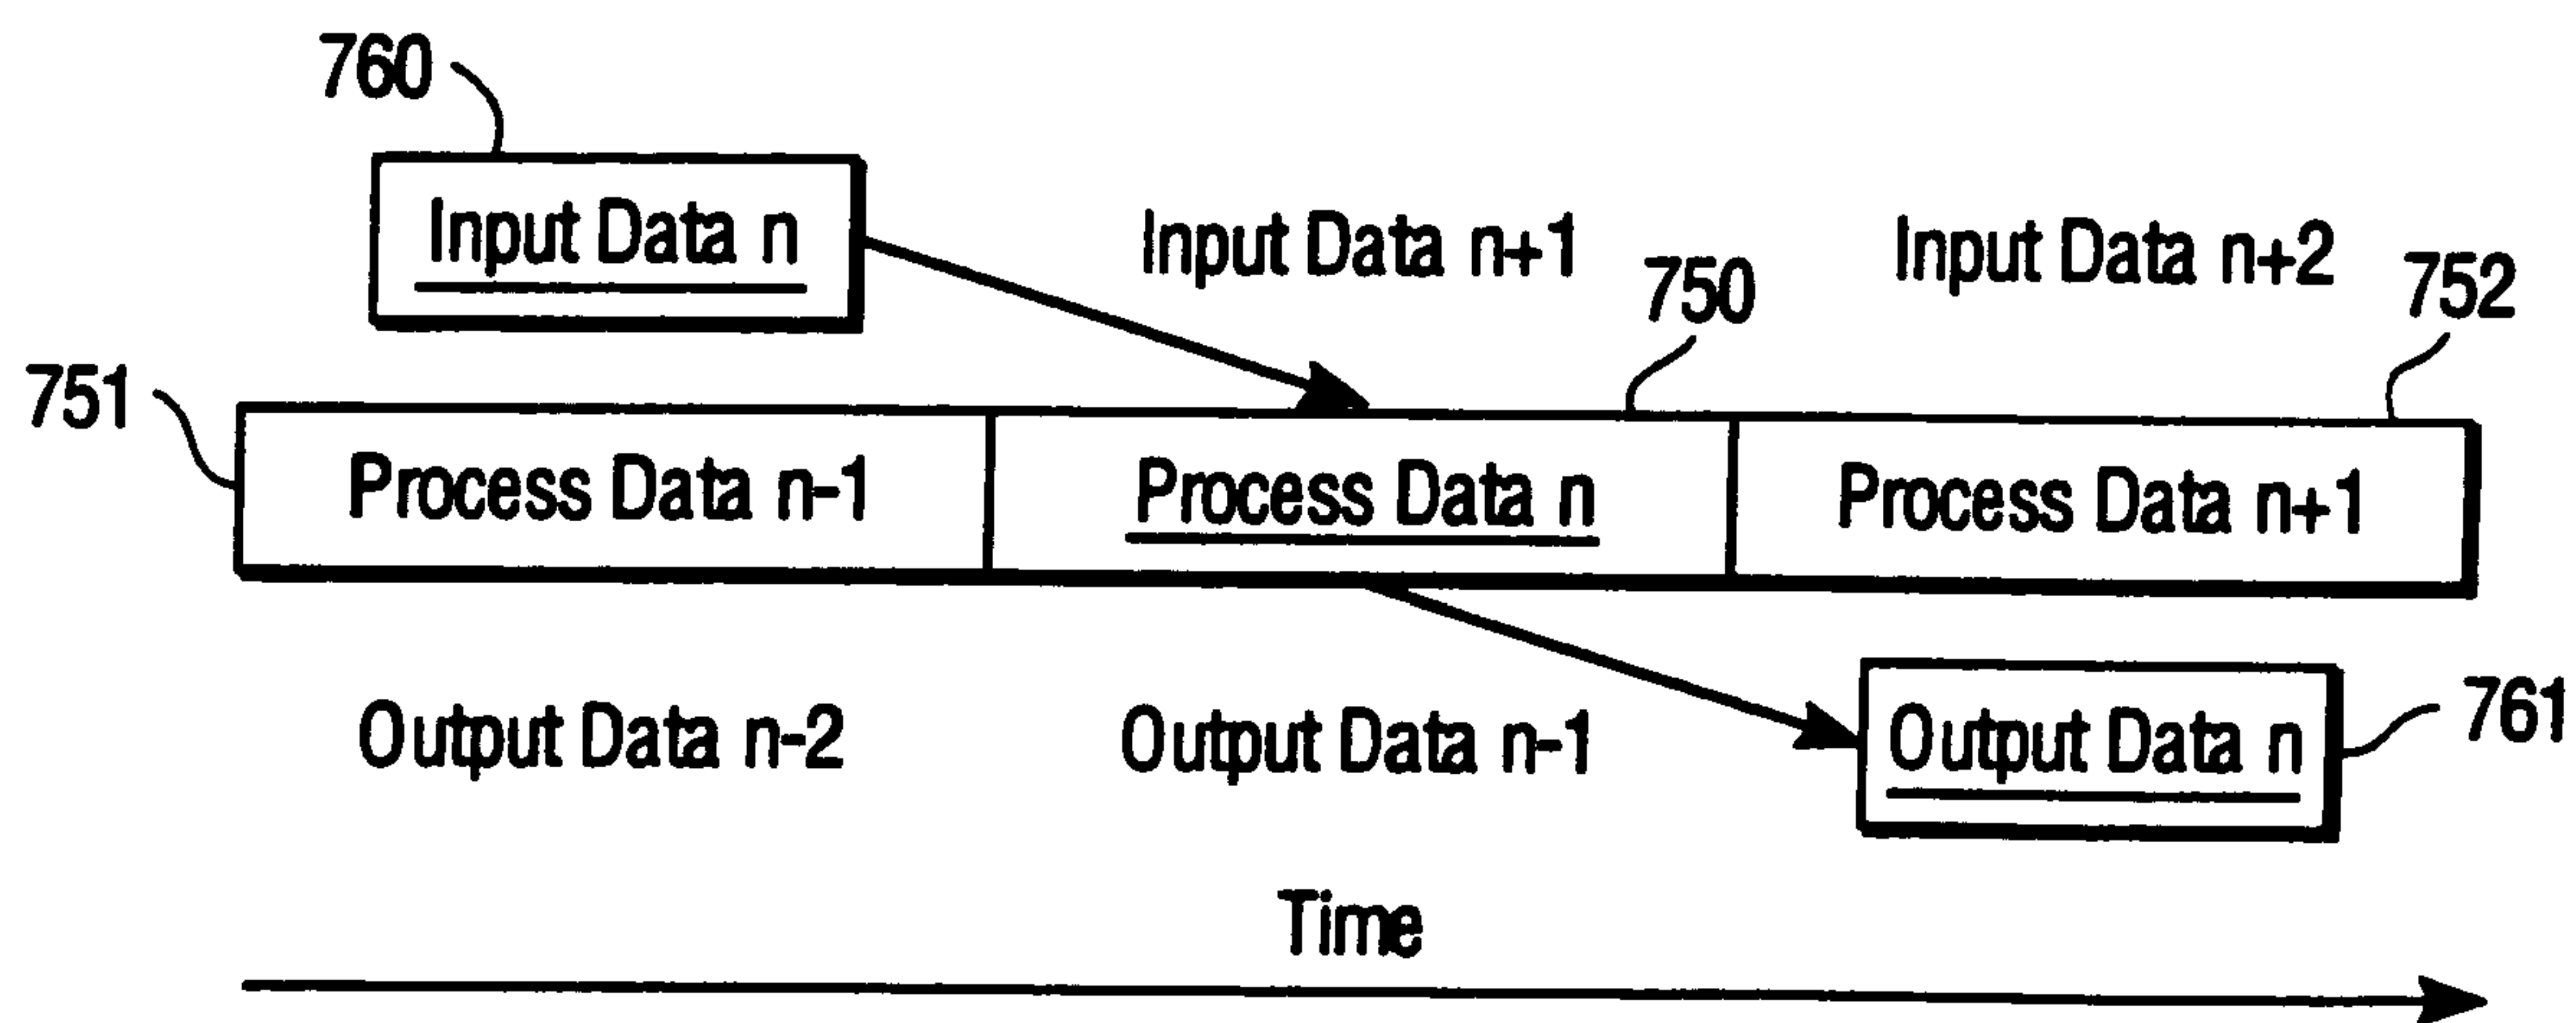 760
Input Data n
Input Data n+1
Input Data n+2
750
752
751
Process Data n-1
Process Data n
Process Data n+1
Output Data n-2
Output Data n-1
Output Data n
761
Time